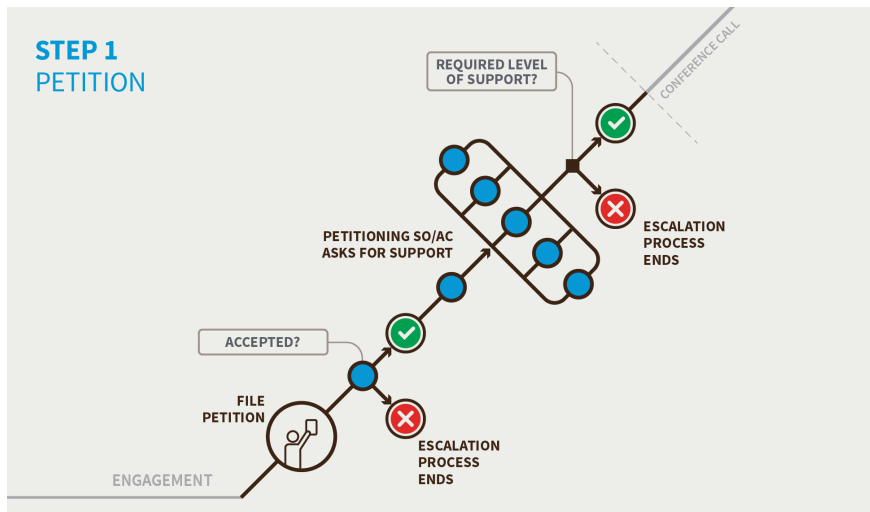 STEP 1
PETITION
REQUIRED LEVEL
OF SUPPORT?
CONFERENCE CALL
ESCALATION
PROCESS
ENDS
PETITIONING SO/AC
ASKS FOR SUPPORT
ACCEPTED?
FILE
PETITION
ESCALATION
PROCESS
ENDS
ENGAGEMENT